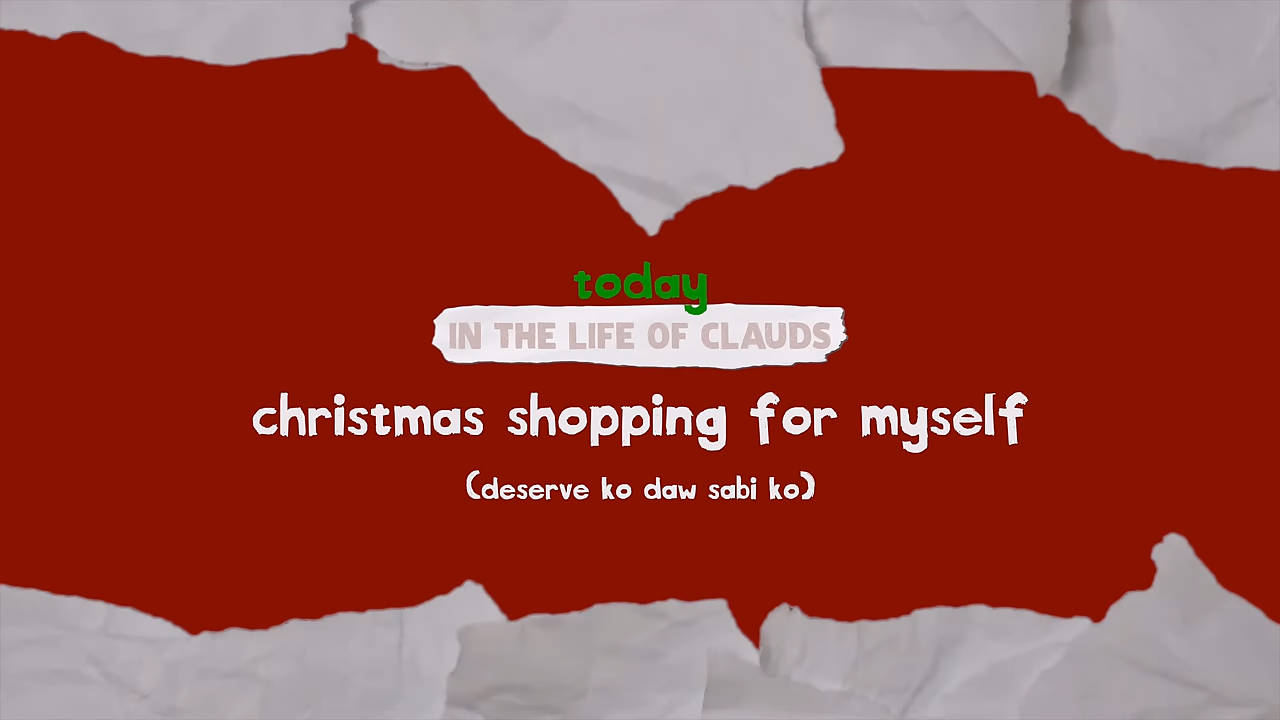 today
IN THE LIFE OF CLAUDS
christmas shopping for myself
(deserve ko daw sabi ko)